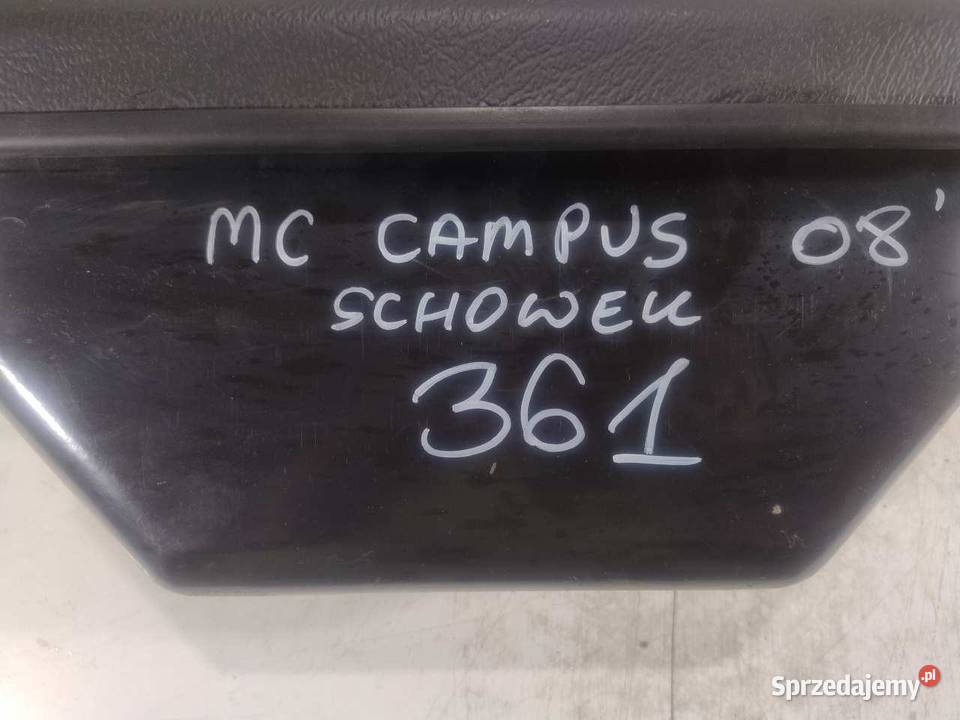 MC CAMPUS 08'
SCHOWEK
361
Sprzedajemy.pl